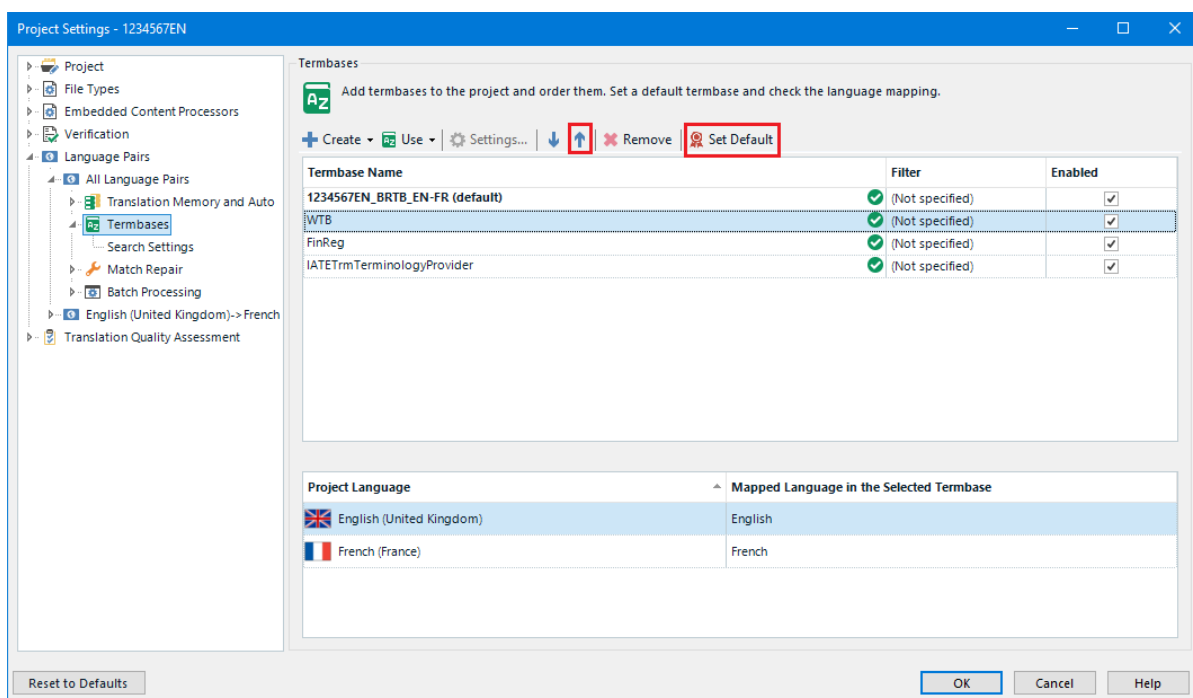 Project Settings - 1234567EN
Project
File Types
Embedded Content Processors
Verification
Language Pairs
All Language Pairs
Translation Memory and Auto
Termbases
Search Settings
Match Repair
Batch Processing
English (United Kingdom)->French
Translation Quality Assessment
Termbases
Add termbases to the project and order them. Set a default termbase and check the language mapping.
Create Use Settings... Remove Set Default
Termbase Name Filter Enabled
1234567EN_BRTB_EN-FR (default) (Not specified)
WTB (Not specified)
FinReg (Not specified)
IATETrmTerminologyProvider (Not specified)
Project Language Mapped Language in the Selected Termbase
English (United Kingdom) English
French (France) French
Reset to Defaults OK Cancel Help